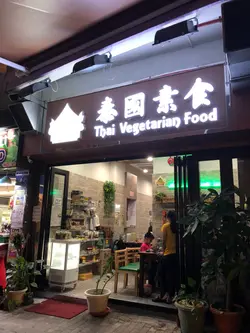 泰國素食
Thai Vegetarian Food